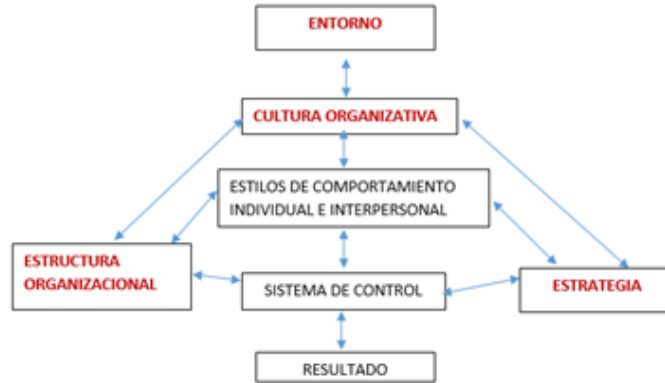 ENTORNO
CULTURA ORGANIZATIVA
ESTILOS DE COMPORTAMIENTO
INDIVIDUAL E INTERPERSONAL
ESTRUCTURA
ORGANIZACIONAL
SISTEMA DE CONTROL
ESTRATEGIA
RESULTADO